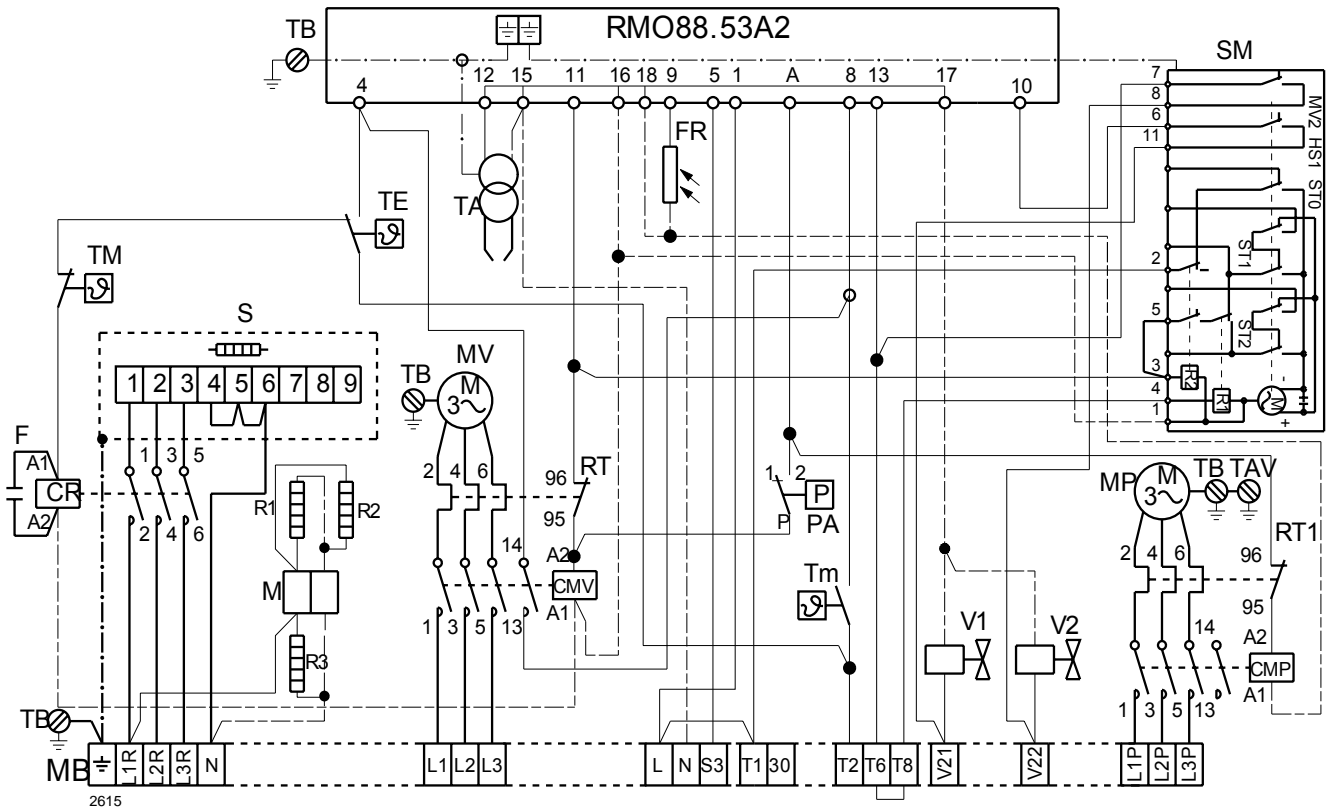 TB
RMO88.53A2
SM
4
12
15
11
16
18
9
5
1
A
8
13
17
10
7
8
6
11
MV2
HS1
ST0
FR
TA
TE
ϑ
TM
ϑ
2
ST1
5
ST2
3
R2
4
R1
M
-
+
1
S
1 2 3 4 5 6 7 8 9
MV
TB
M
3~
F
A1
CR
A2
1 3 5
2 4 6
R1
R2
M
R3
2 4 6
RT
96
95
14
A2
CMV
A1
1 3 5 13
1 2
P
P
PA
Tm
ϑ
V1
V2
MP
M
3~
TB
TAV
2 4 6
RT1
96
95
14
A2
CMP
A1
1 3 5 13
TB
MB
L1R
L2R
L3R
N
L1 L2 L3
L N S3
T1 30
T2 T6 T8
V21
V22
L1P
L2P
L3P
2615